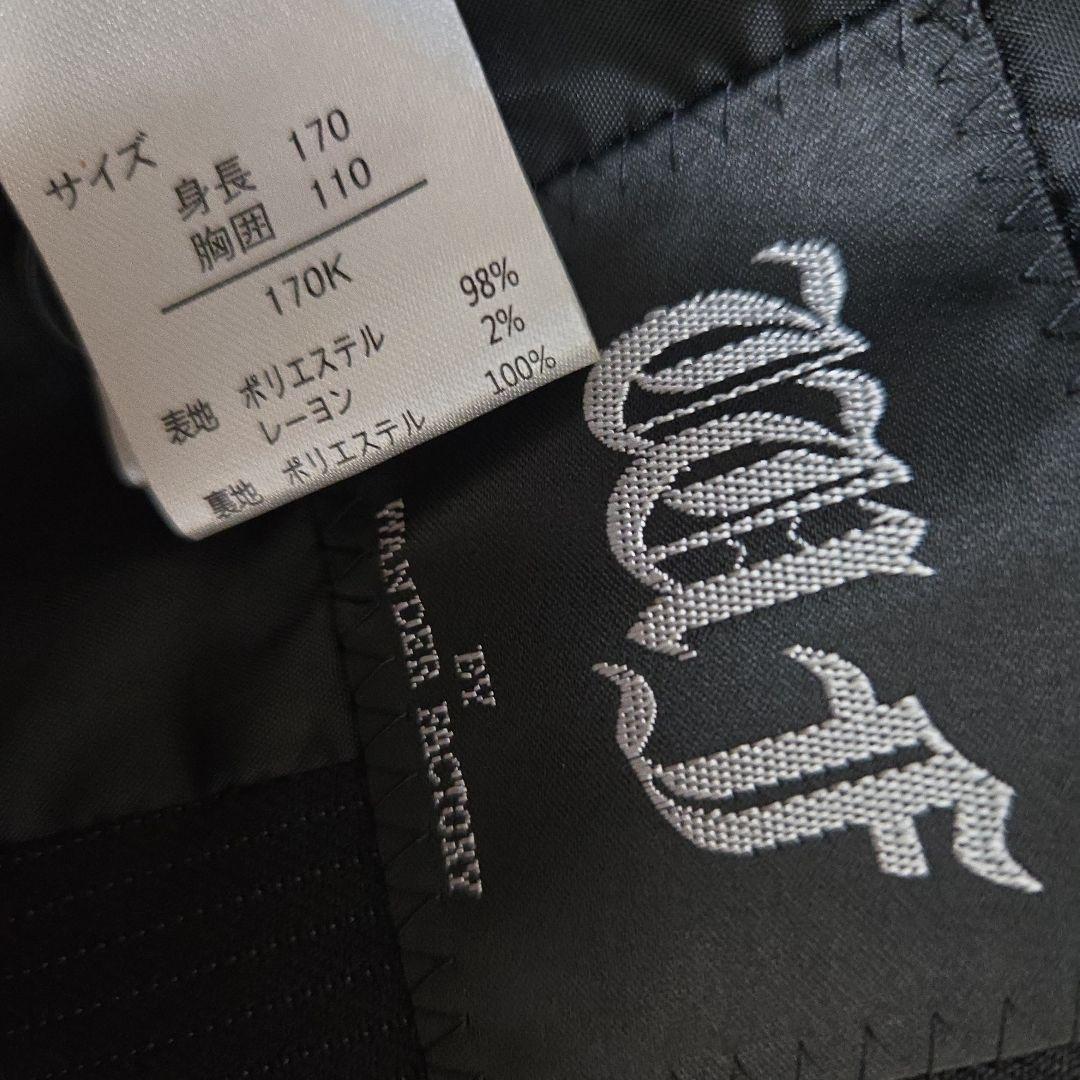 サイズ
身長 170
胸囲 110
170K
表地 ポリエステル 98%
レーヨン 2%
裏地 ポリエステル 100%
W F
BY
WALNDER FACTORY